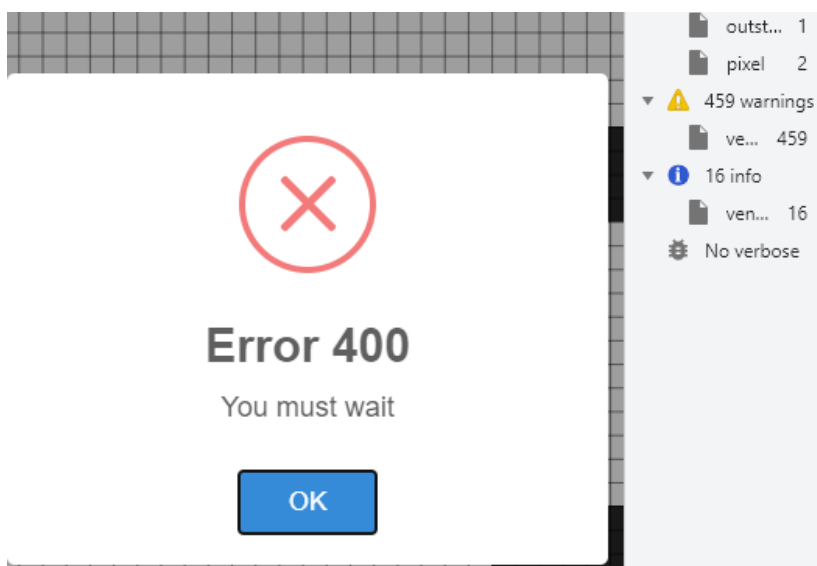 outst... 1
pixel 2
459 warnings
ve... 459
16 info
ven... 16
No verbose
Error 400
You must wait
OK